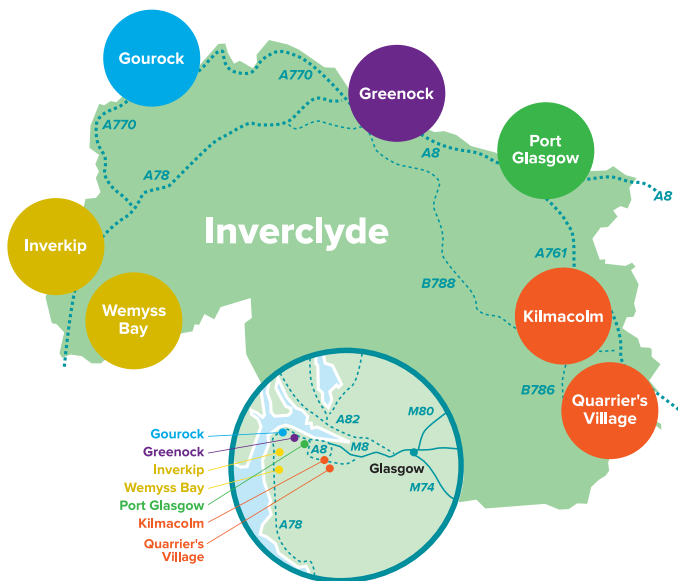 Gourock
A770
Greenock
A770
Port
Glasgow
A8
A78
A8
Inverclyde
Inverkip
A761
B788
Wemyss
Bay
Kilmacolm
B786
Quarrier's
Village
A82
M80
Gourock
Greenock
M8
A8
Inverkip
Glasgow
Wemyss Bay
M74
Port Glasgow
Kilmacolm
A78
Quarrier's
Village